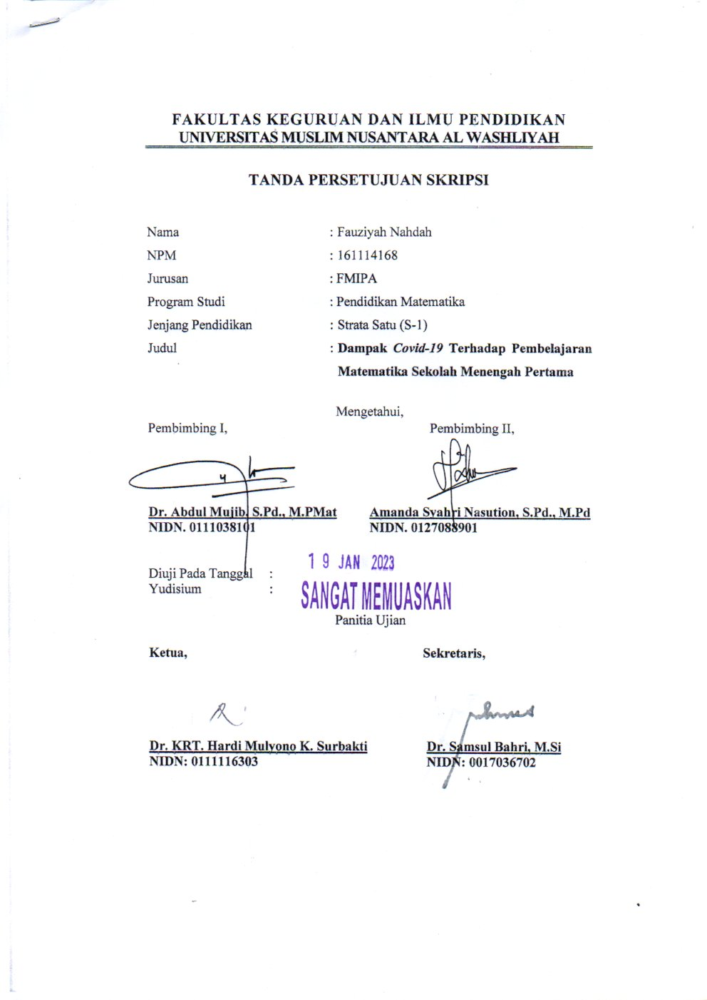 FAKULTAS KEGURUAN DAN ILMU PENDIDIKAN
UNIVERSITAS MUSLIM NUSANTARA AL WASHLIYAH
TANDA PERSETUJUAN SKRIPSI
Nama : Fauziyah Nahdah
NPM : 161114168
Jurusan : FMIPA
Program Studi : Pendidikan Matematika
Jenjang Pendidikan : Strata Satu (S-1)
Judul : Dampak Covid-19 Terhadap Pembelajaran
Matematika Sekolah Menengah Pertama
Mengetahui,
Pembimbing I, Pembimbing II,
Dr. Abdul Mujib, S.Pd., M.PMat Amanda Syahri Nasution, S.Pd., M.Pd
NIDN. 0111038101 NIDN. 0127088901
19 JAN 2023
Diuji Pada Tanggal :
Yudisium : SANGAT MEMUASKAN
Panitia Ujian
Ketua, Sekretaris,
Dr. KRT. Hardi Mulyono K. Surbakti Dr. Samsul Bahri, M.Si
NIDN: 0111116303 NIDN: 0017036702